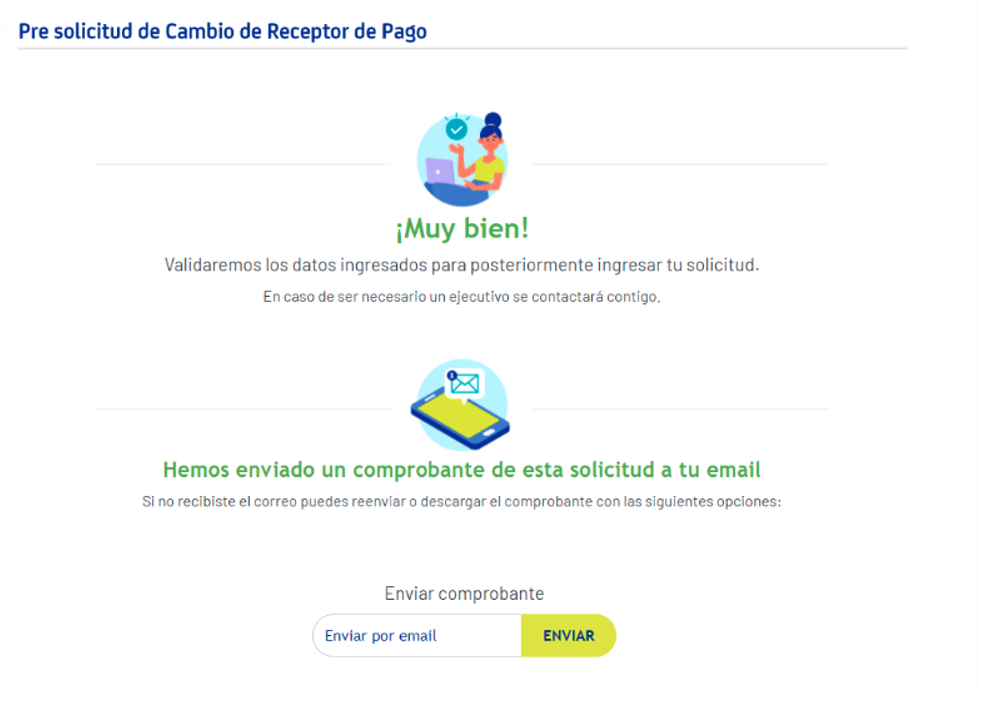 Pre solicitud de Cambio de Receptor de Pago
¡Muy bien!
Validaremos los datos ingresados para posteriormente ingresar tu solicitud.
En caso de ser necesario un ejecutivo se contactará contigo.
1
Hemos enviado un comprobante de esta solicitud a tu email
Si no recibiste el correo puedes reenviar o descargar el comprobante con las siguientes opciones:
Enviar comprobante
Enviar por email ENVIAR